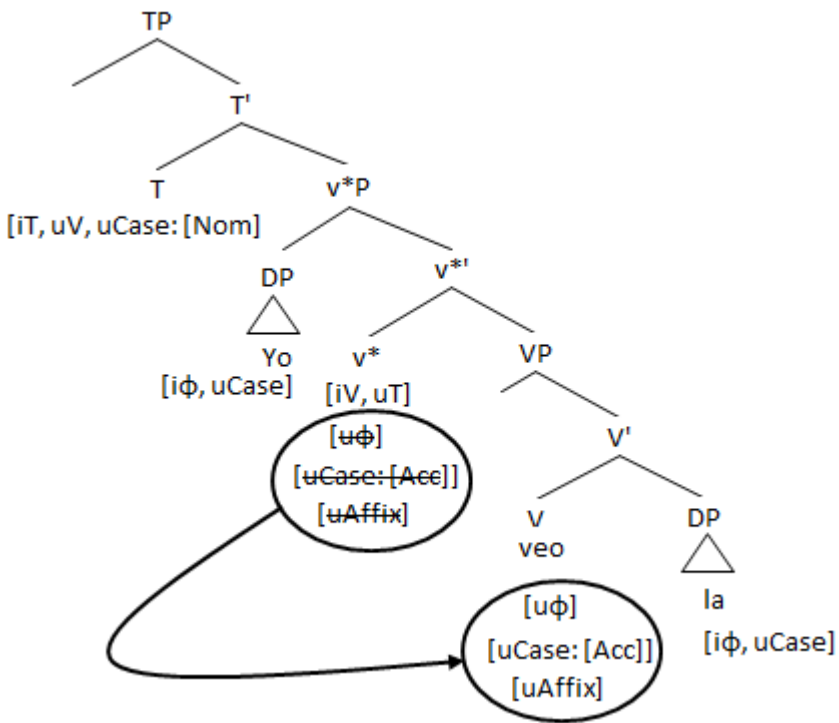 TP
T'
T
v*P
[iT, uV, uCase: [Nom]
DP
v*'
Yo
v*
VP
[iφ, uCase]
[iV, uT]
[uφ]
V'
[uCase: [Acc]]
[uAffix]
V
DP
veo
la
[uφ]
[iφ, uCase]
[uCase: [Acc]]
[uAffix]